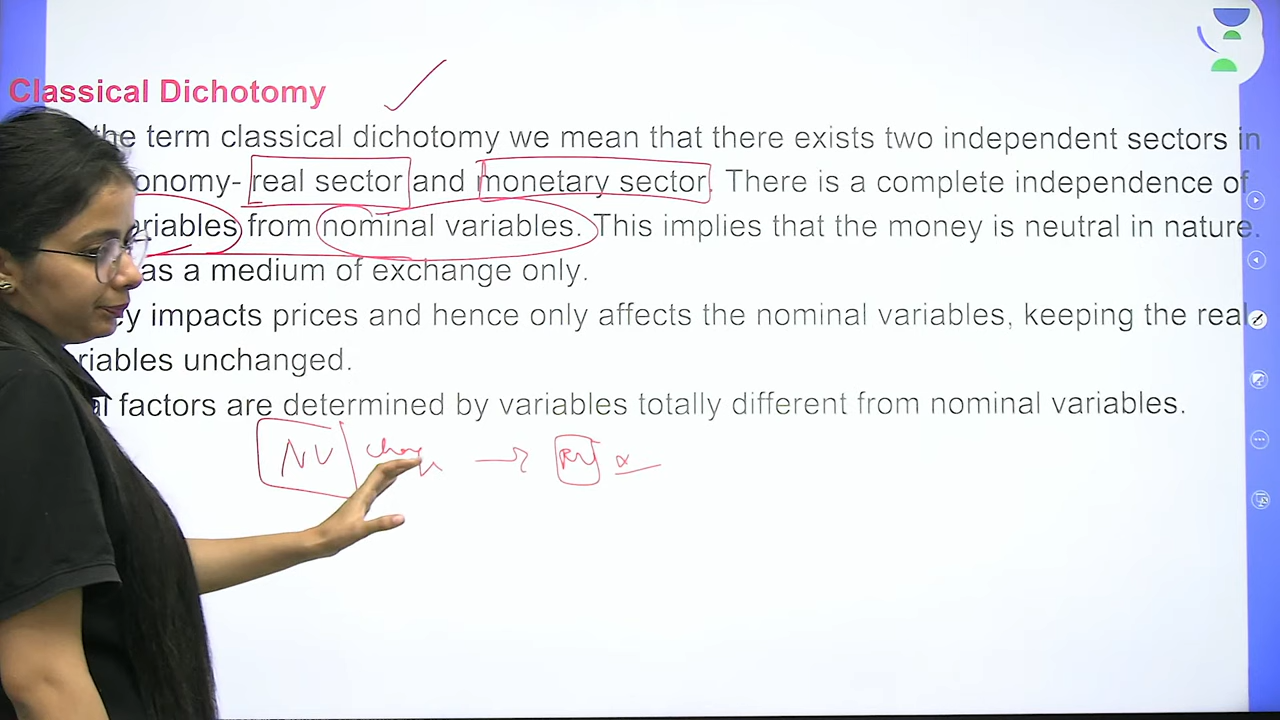 Classical Dichotomy
the term classical dichotomy we mean that there exists two independent sectors in
onomy- real sector and monetary sector. There is a complete independence of
riables from nominal variables. This implies that the money is neutral in nature.
as a medium of exchange only.
ey impacts prices and hence only affects the nominal variables, keeping the real
riables unchanged.
al factors are determined by variables totally different from nominal variables.
NV → RV x